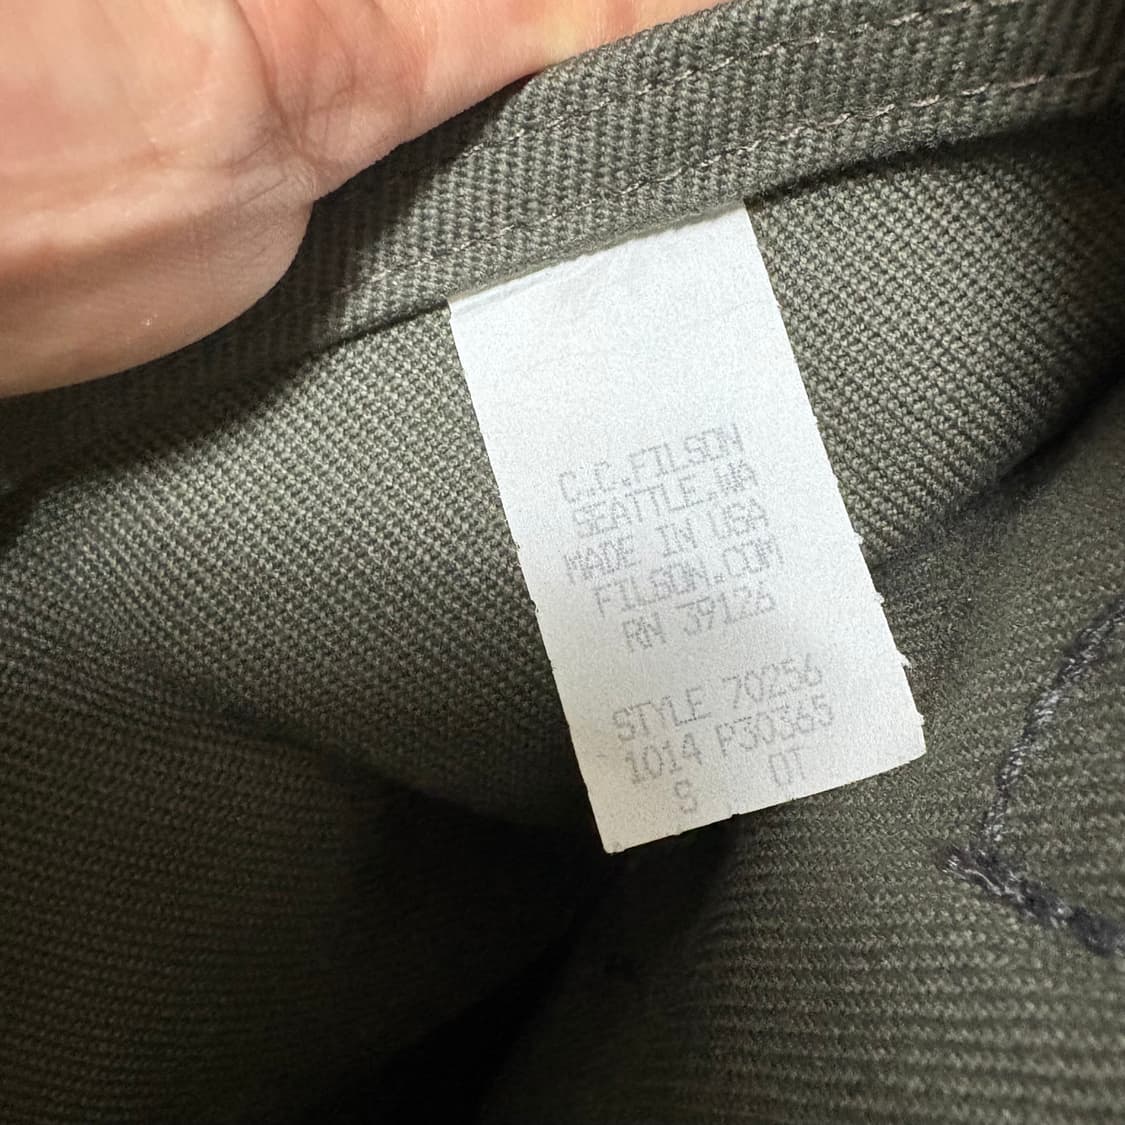 C.C.FILSON
SEATTLE,WA
MADE IN USA
FILSON.COM
RN 39126
STYLE 70256
1014 P30365
S OT